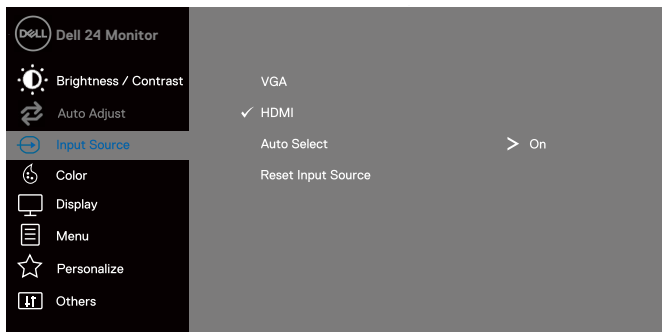 DELL Dell 24 Monitor
Brightness / Contrast
VGA
Auto Adjust
HDMI
Input Source
Auto Select
On
Color
Reset Input Source
Display
Menu
Personalize
Others